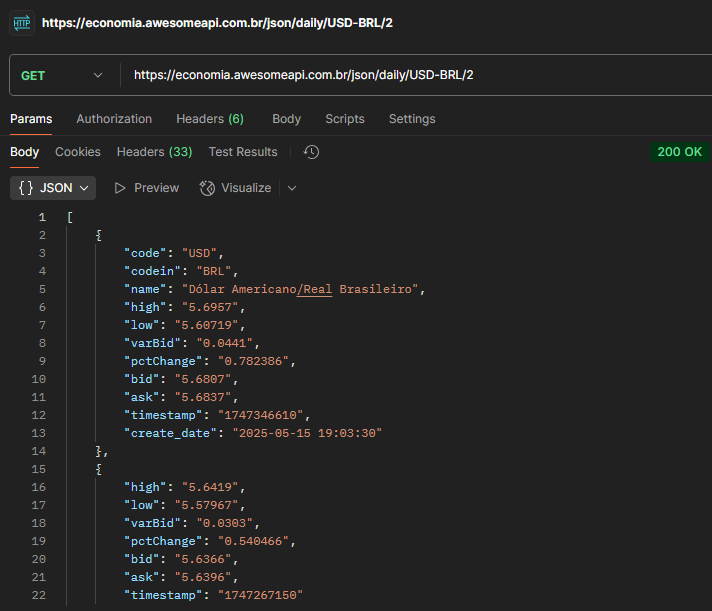 HTTP https://economia.awesomeapi.com.br/json/daily/USD-BRL/2
GET https://economia.awesomeapi.com.br/json/daily/USD-BRL/2
Params Authorization Headers (6) Body Scripts Settings
Body Cookies Headers (33) Test Results 200 OK
{} JSON Preview Visualize
1 [
2 {
3 "code": "USD",
4 "codein": "BRL",
5 "name": "Dólar Americano/Real Brasileiro",
6 "high": "5.6957",
7 "low": "5.60719",
8 "varBid": "0.0441",
9 "pctChange": "0.782386",
10 "bid": "5.6807",
11 "ask": "5.6837",
12 "timestamp": "1747346610",
13 "create_date": "2025-05-15 19:03:30"
14 },
15 {
16 "high": "5.6419",
17 "low": "5.57967",
18 "varBid": "0.0303",
19 "pctChange": "0.540466",
20 "bid": "5.6366",
21 "ask": "5.6396",
22 "timestamp": "1747267150"